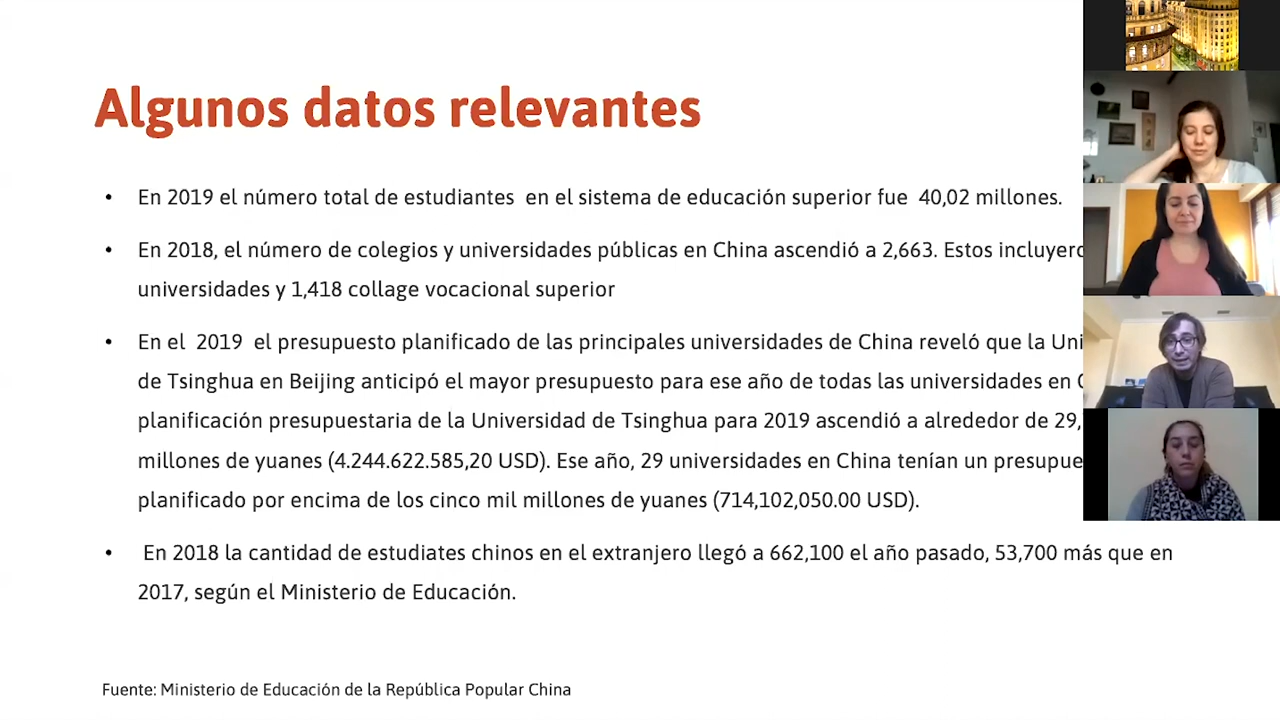 Algunos datos relevantes
• En 2019 el número total de estudiantes en el sistema de educación superior fue 40,02 millones.
• En 2018, el número de colegios y universidades públicas en China ascendió a 2,663. Estos
universidades y 1,418 collage vocacional superior
• En el 2019 el presupuesto planificado de las principales universidades de China reveló que la
de Tsinghua en Beijing anticipó el mayor presupuesto para ese año de todas las universidades en
planificación presupuestaria de la Universidad de Tsinghua para 2019 ascendió a alrededor de 29,
millones de yuanes (4.244.622.585,20 USD). Ese año, 29 universidades en China tenían un
planificado por encima de los cinco mil millones de yuanes (714,102,050.00 USD).
• En 2018 la cantidad de estudiates chinos en el extranjero llegó a 662,100 el año pasado, 53,700 más que en
2017, según el Ministerio de Educación.
Fuente: Ministerio de Educación de la República Popular China